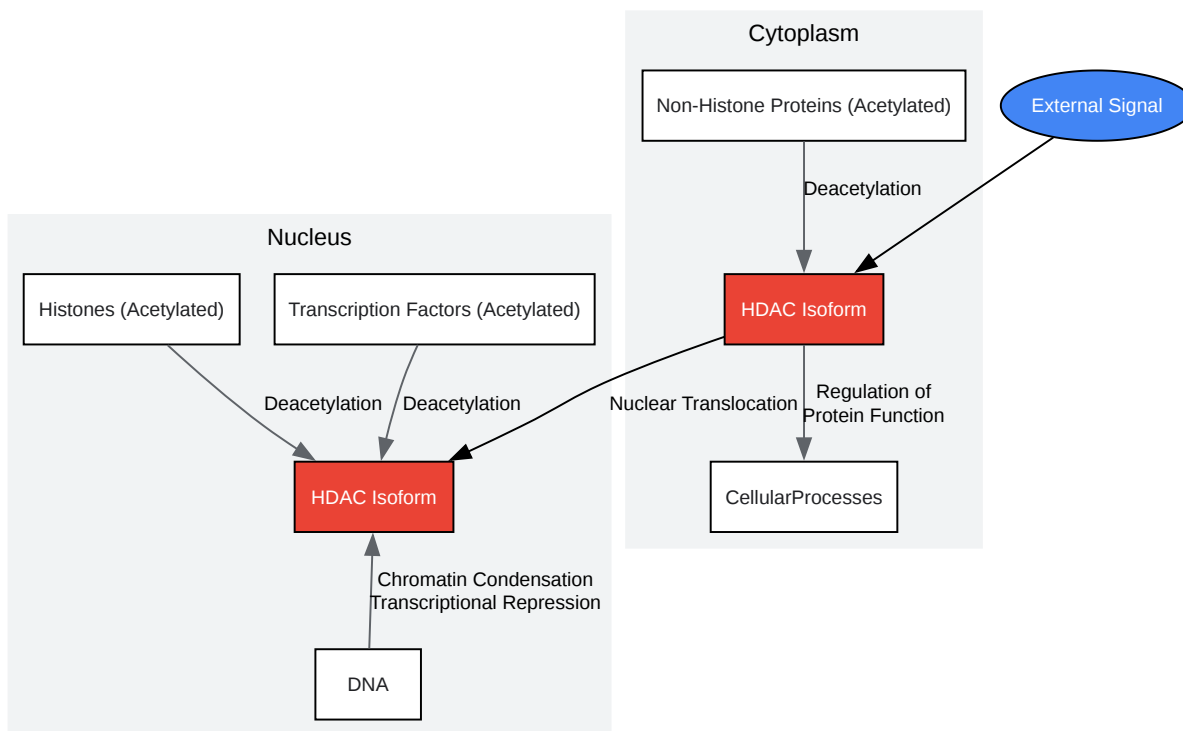 Cytoplasm
Non-Histone Proteins (Acetylated)
External Signal
Deacetylation
Nucleus
Histones (Acetylated)
Transcription Factors (Acetylated)
HDAC Isoform
Deacetylation
Deacetylation
Nuclear Translocation
Regulation of
Protein Function
HDAC Isoform
CellularProcesses
Chromatin Condensation
Transcriptional Repression
DNA